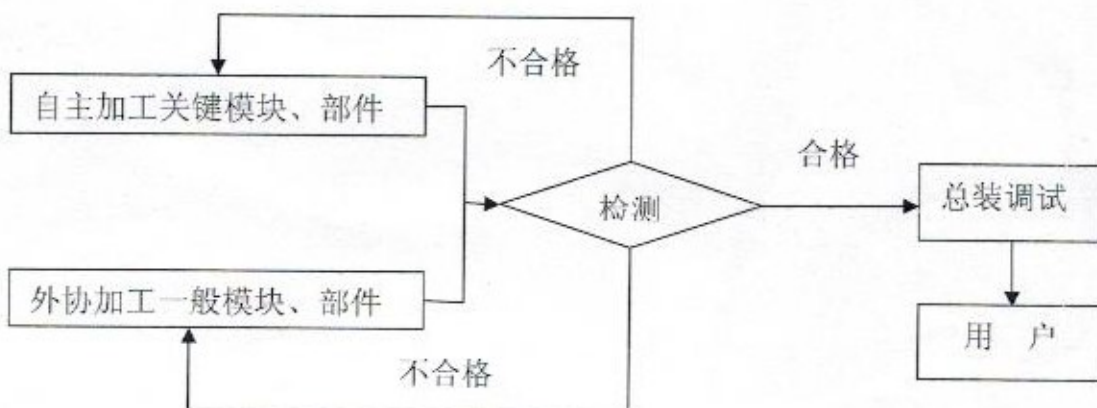 不合格
自主加工关键模块、部件
合格
检测
总装调试
外协加工一般模块、部件
用 户
不合格